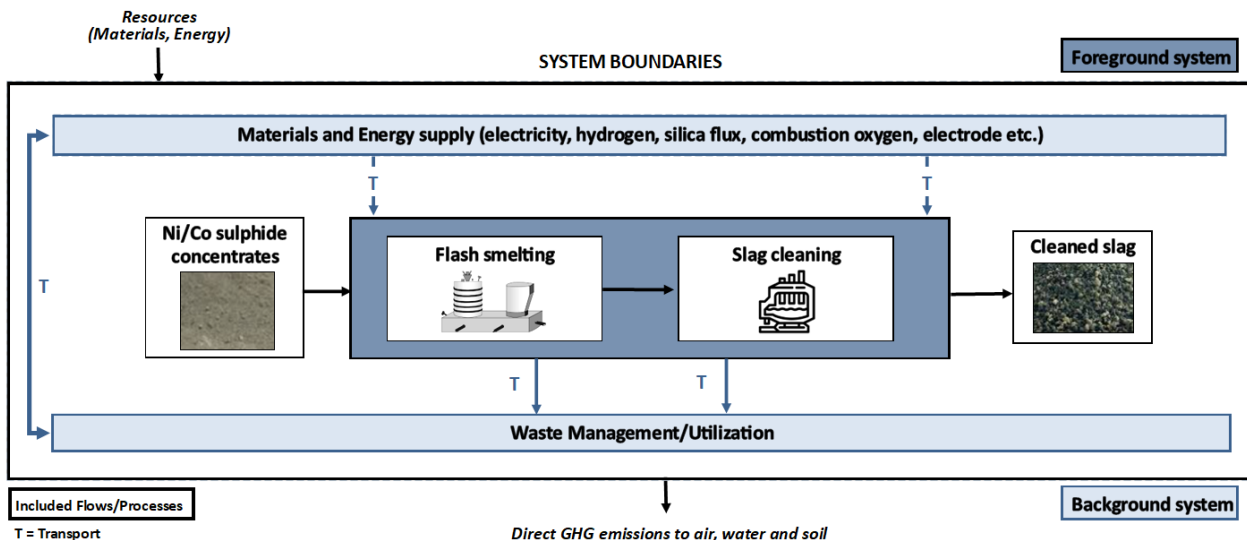 Resources
(Materials, Energy)
SYSTEM BOUNDARIES
Foreground system
Materials and Energy supply (electricity, hydrogen, silica flux, combustion oxygen, electrode etc.)
T
T
Ni/Co sulphide
concentrates
Flash smelting
Slag cleaning
Cleaned slag
T
T
T
Waste Management/Utilization
Included Flows/Processes
Background system
T = Transport
Direct GHG emissions to air, water and soil